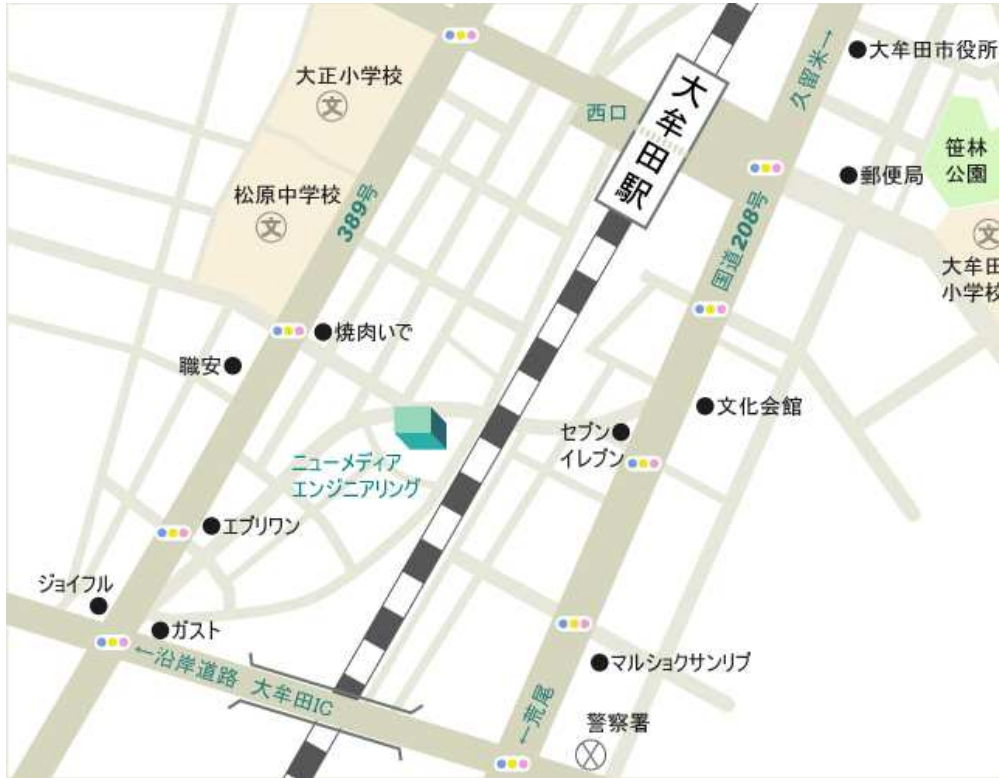 大正小学校
文
松原中学校
文
389号
西口
大牟田駅
久留米→
大牟田市役所
笹林
公園
郵便局
文
大牟田
小学校
国道208号
焼肉いで
職安
文化会館
セブン
イレブン
ニューメディア
エンジニアリング
エブリワン
ジョイフル
ガスト
←沿岸道路 大牟田IC
マルショクサンリブ
←荒尾
警察署